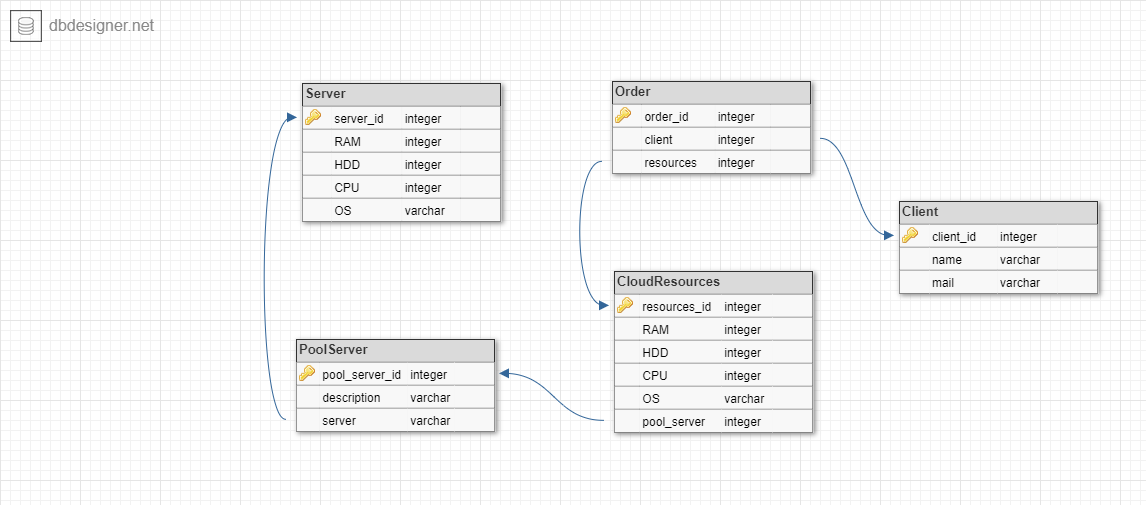 dbdesigner.net
Server
server_id integer
RAM integer
HDD integer
CPU integer
OS varchar
Order
order_id integer
client integer
resources integer
Client
client_id integer
name varchar
mail varchar
CloudResources
resources_id integer
RAM integer
HDD integer
CPU integer
OS varchar
pool_server integer
PoolServer
pool_server_id integer
description varchar
server varchar